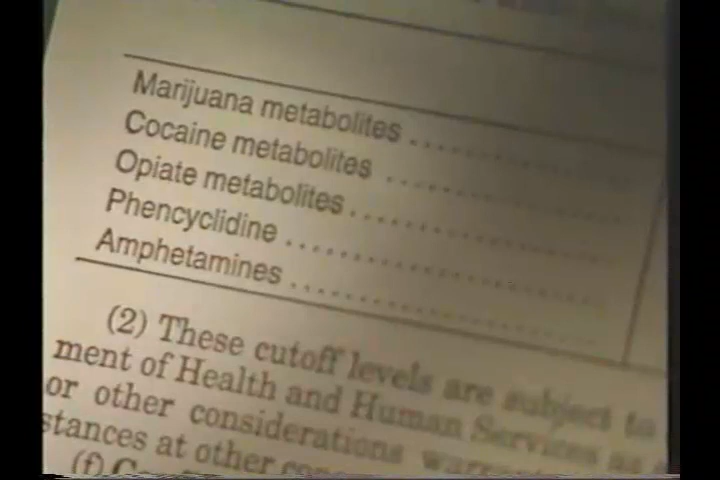 Marijuana metabolites ..................
Cocaine metabolites ..................
Opiate metabolites ....................
Phencyclidine ...........................
Amphetamines .........................
(2) These cutoff levels are subject to
ment of Health and Human Services as
or other considerations
stances at other
(f)